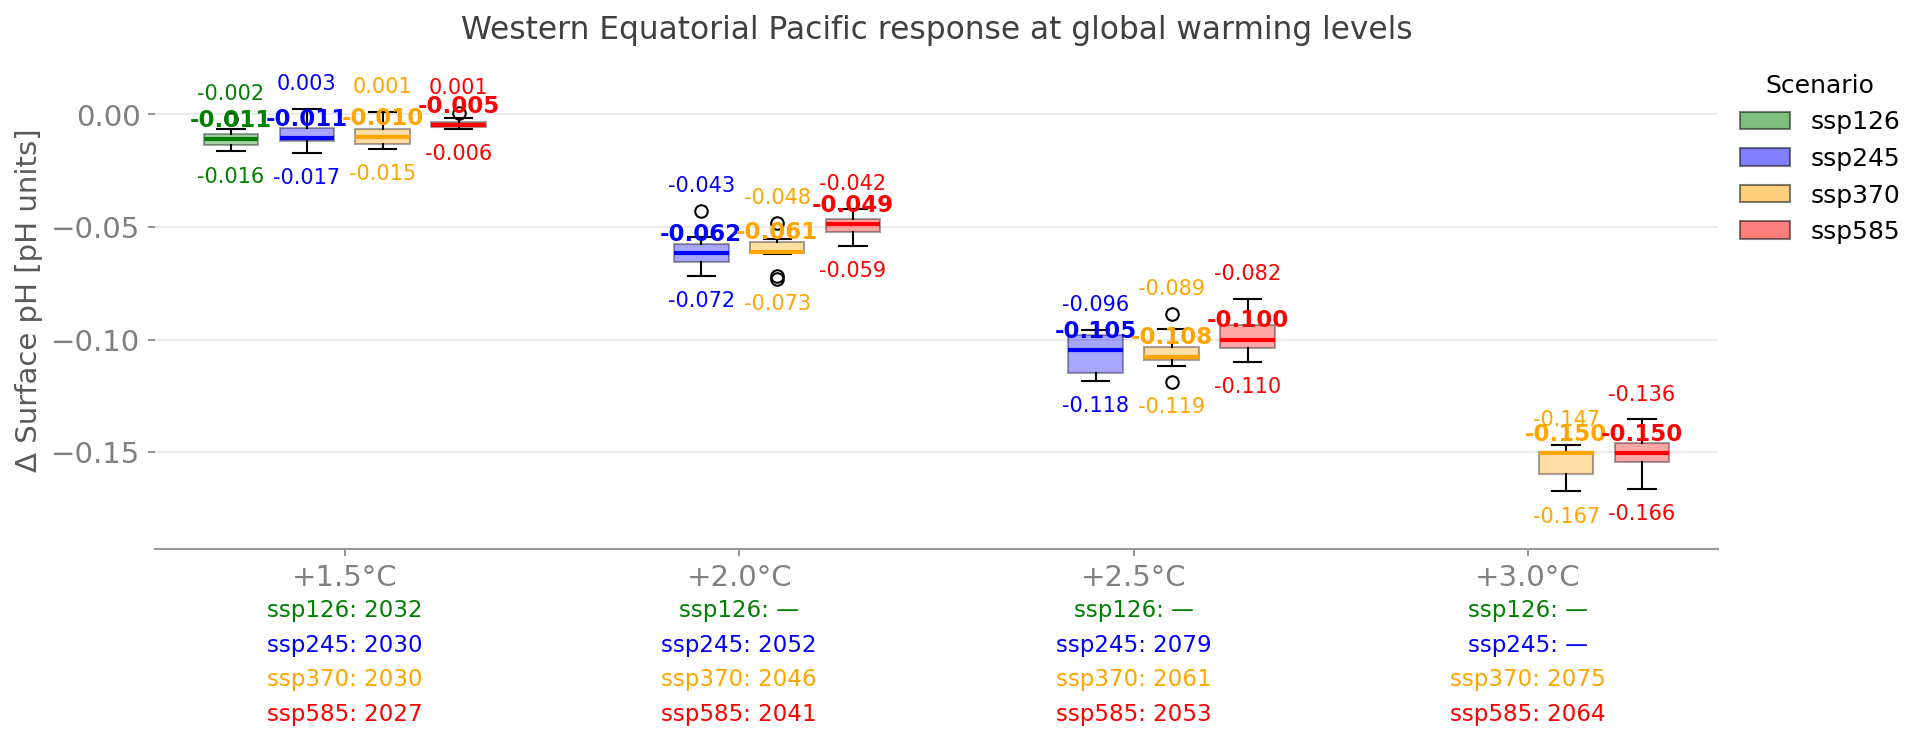 Western Equatorial Pacific response at global warming levels
Δ Surface pH [pH units]
0.00
−0.05
−0.10
−0.15
-0.002
-0.011
-0.016
0.003
-0.011
-0.017
0.001
-0.010
-0.015
0.001
-0.005
-0.006
-0.043
-0.062
-0.072
-0.048
-0.061
-0.073
-0.042
-0.049
-0.059
-0.096
-0.105
-0.118
-0.089
-0.108
-0.119
-0.082
-0.100
-0.110
-0.147
-0.150
-0.167
-0.136
-0.150
-0.166
Scenario
ssp126
ssp245
ssp370
ssp585
+1.5°C
ssp126: 2032
ssp245: 2030
ssp370: 2030
ssp585: 2027
+2.0°C
ssp126: —
ssp245: 2052
ssp370: 2046
ssp585: 2041
+2.5°C
ssp126: —
ssp245: 2079
ssp370: 2061
ssp585: 2053
+3.0°C
ssp126: —
ssp245: —
ssp370: 2075
ssp585: 2064